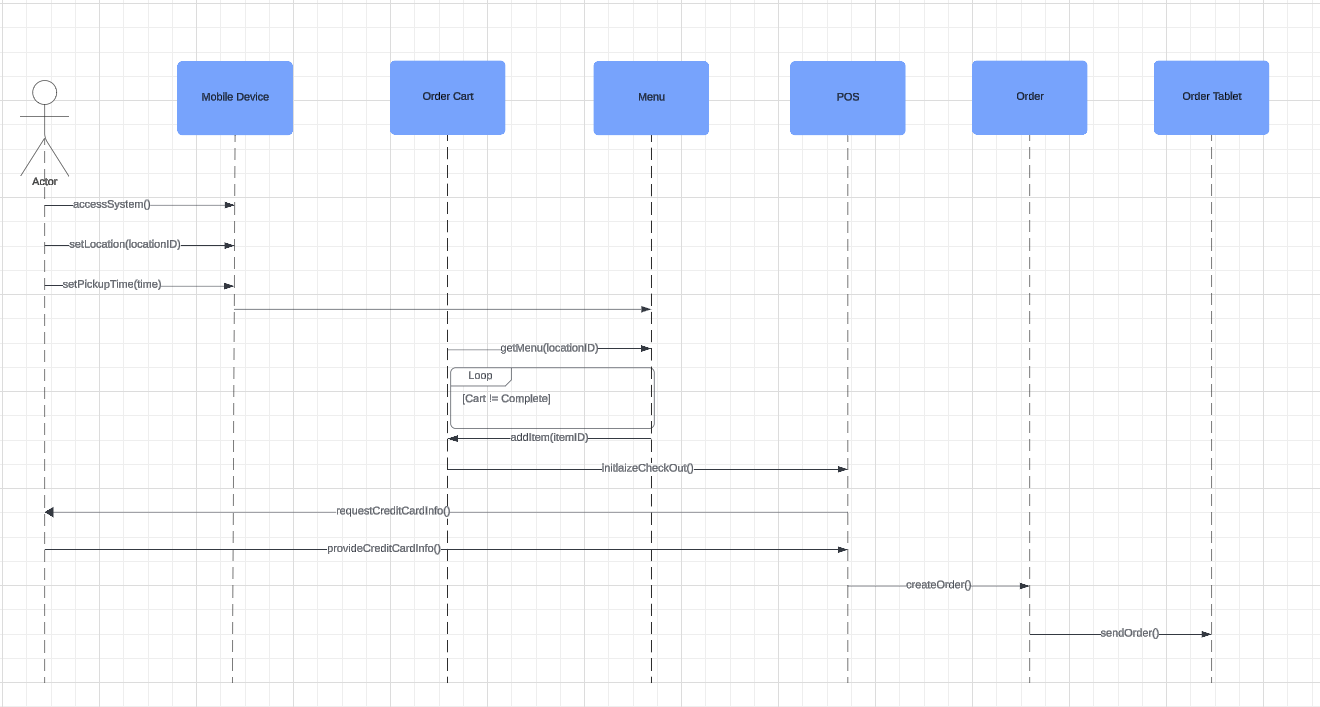 Mobile Device
Order Cart
Menu
POS
Order
Order Tablet
Actor
accessSystem()
setLocation(locationID)
setPickupTime(time)
getMenu(locationID)
Loop
[Cart != Complete]
addItem(itemID)
initlaizeCheckOut()
requestCreditCardInfo()
provideCreditCardInfo()
createOrder()
sendOrder()